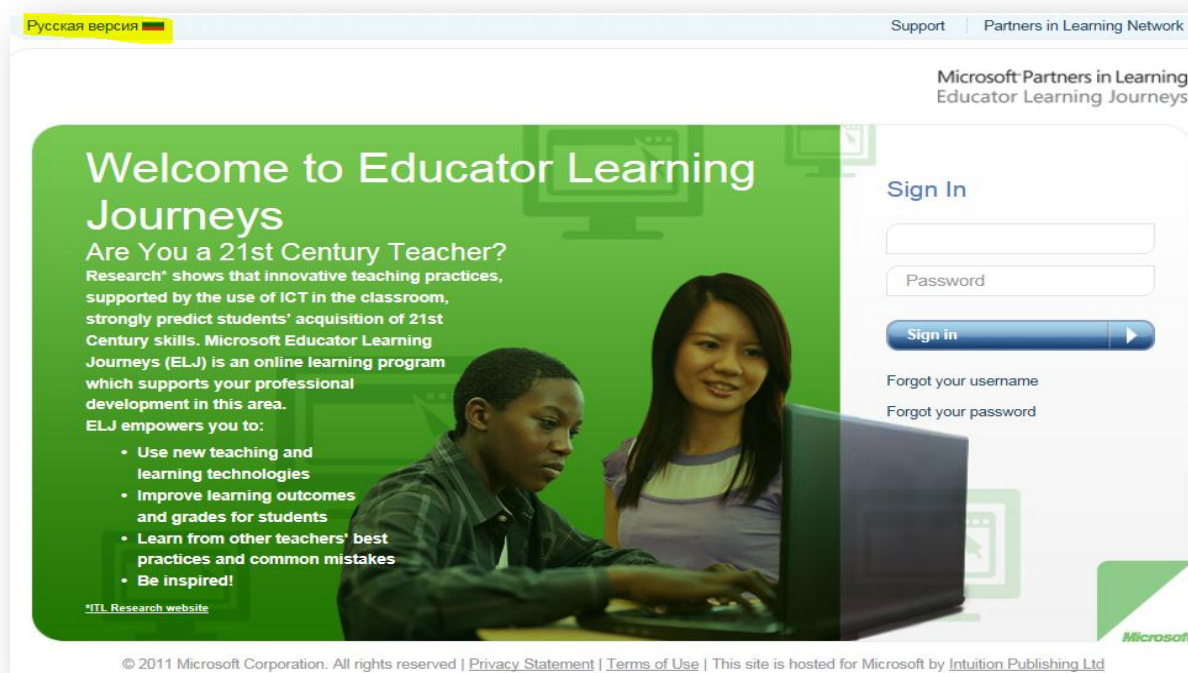 Русская версия
Support
Partners in Learning Network
Microsoft Partners in Learning
Educator Learning Journeys
Welcome to Educator Learning
Journeys
Are You a 21st Century Teacher?
Research* shows that innovative teaching practices,
supported by the use of ICT in the classroom,
strongly predict students' acquisition of 21st
Century skills. Microsoft Educator Learning
Journeys (ELJ) is an online learning program
which supports your professional
development in this area.
ELJ empowers you to:
• Use new teaching and
learning technologies
• Improve learning outcomes
and grades for students
• Learn from other teachers' best
practices and common mistakes
• Be inspired!
*ITL Research website
Sign In
Password
Sign in
Forgot your username
Forgot your password
Microsoft
© 2011 Microsoft Corporation. All rights reserved | Privacy Statement | Terms of Use | This site is hosted for Microsoft by Intuition Publishing Ltd